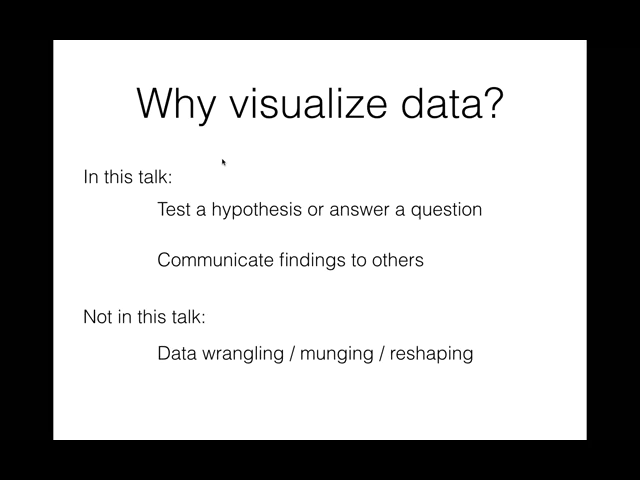 Why visualize data?
In this talk:
Test a hypothesis or answer a question
Communicate findings to others
Not in this talk:
Data wrangling / munging / reshaping